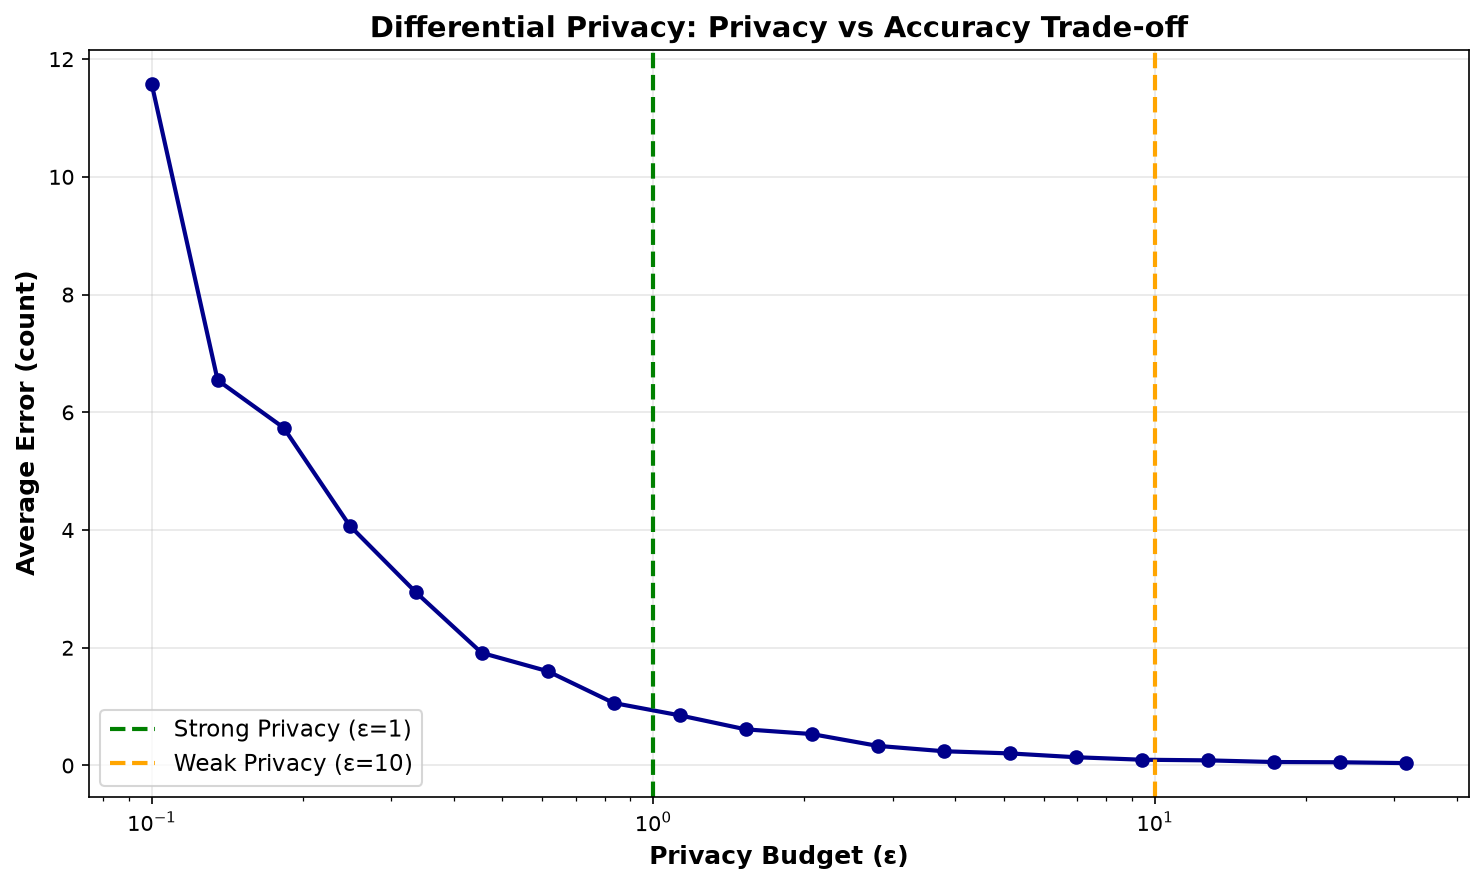 Differential Privacy: Privacy vs Accuracy Trade-off
Average Error (count)
12
10
8
6
4
2
0
Strong Privacy (ε=1)
Weak Privacy (ε=10)
10⁻¹
10⁰
10¹
Privacy Budget (ε)